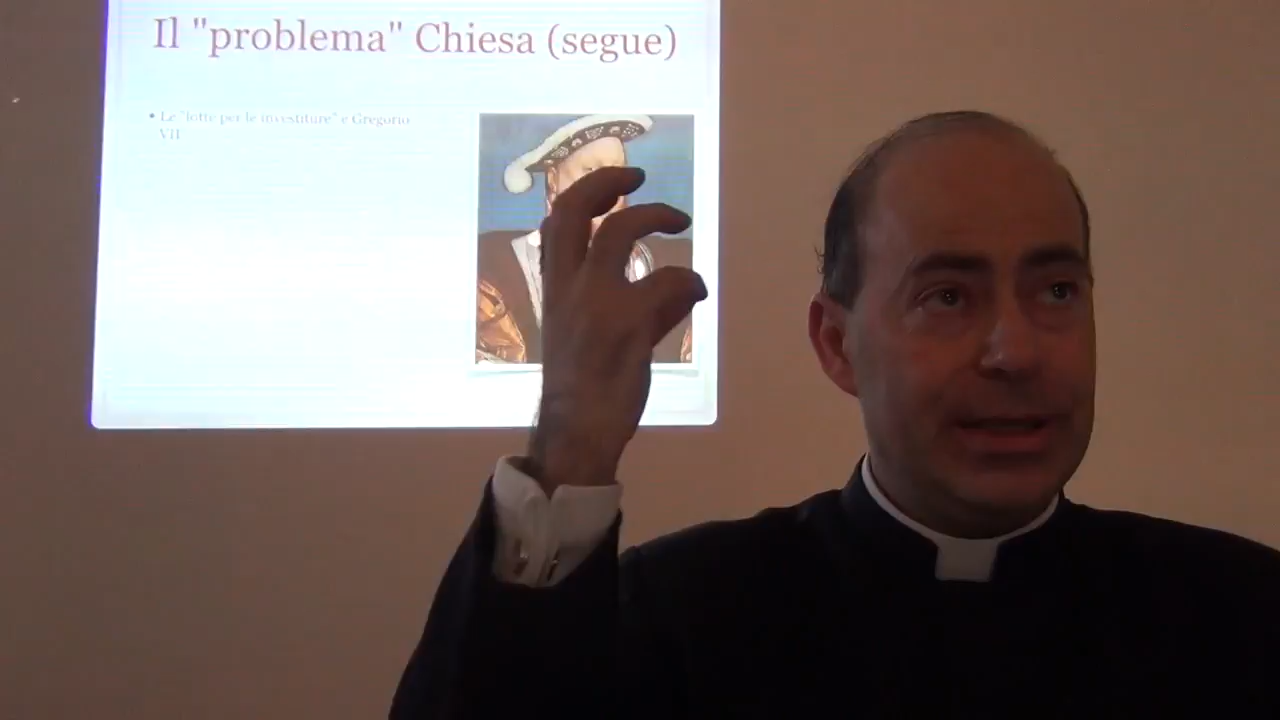 Il "problema" Chiesa (segue)
• Le "lotte per le investiture" e Gregorio
VII